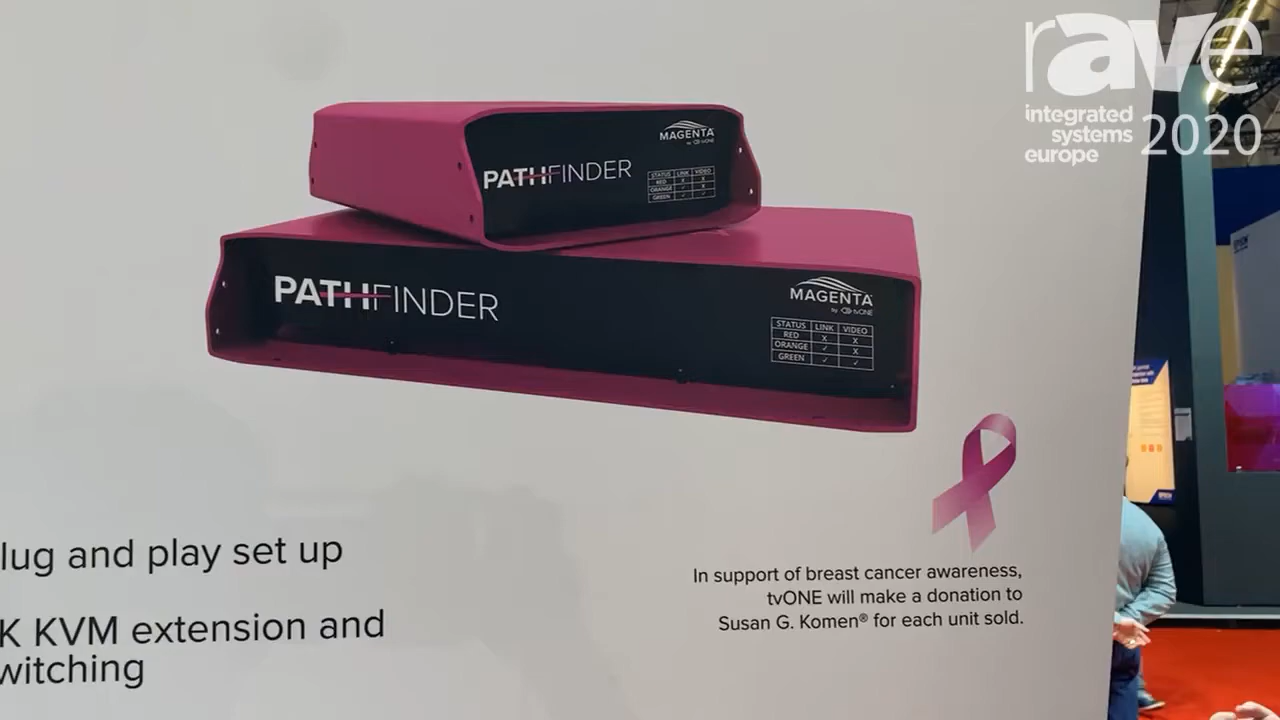 rave
integrated
systems
europe
2020
MAGENTA
by tvONE
PATHFINDER
STATUS LINK VIDEO
RED X X
ORANGE ✓ X
GREEN ✓ ✓
PATHFINDER
MAGENTA
by tvONE
STATUS LINK VIDEO
RED X X
ORANGE ✓ X
GREEN ✓ ✓
lug and play set up
K KVM extension and
witching
In support of breast cancer awareness,
tvONE will make a donation to
Susan G. Komen® for each unit sold.
EPSON